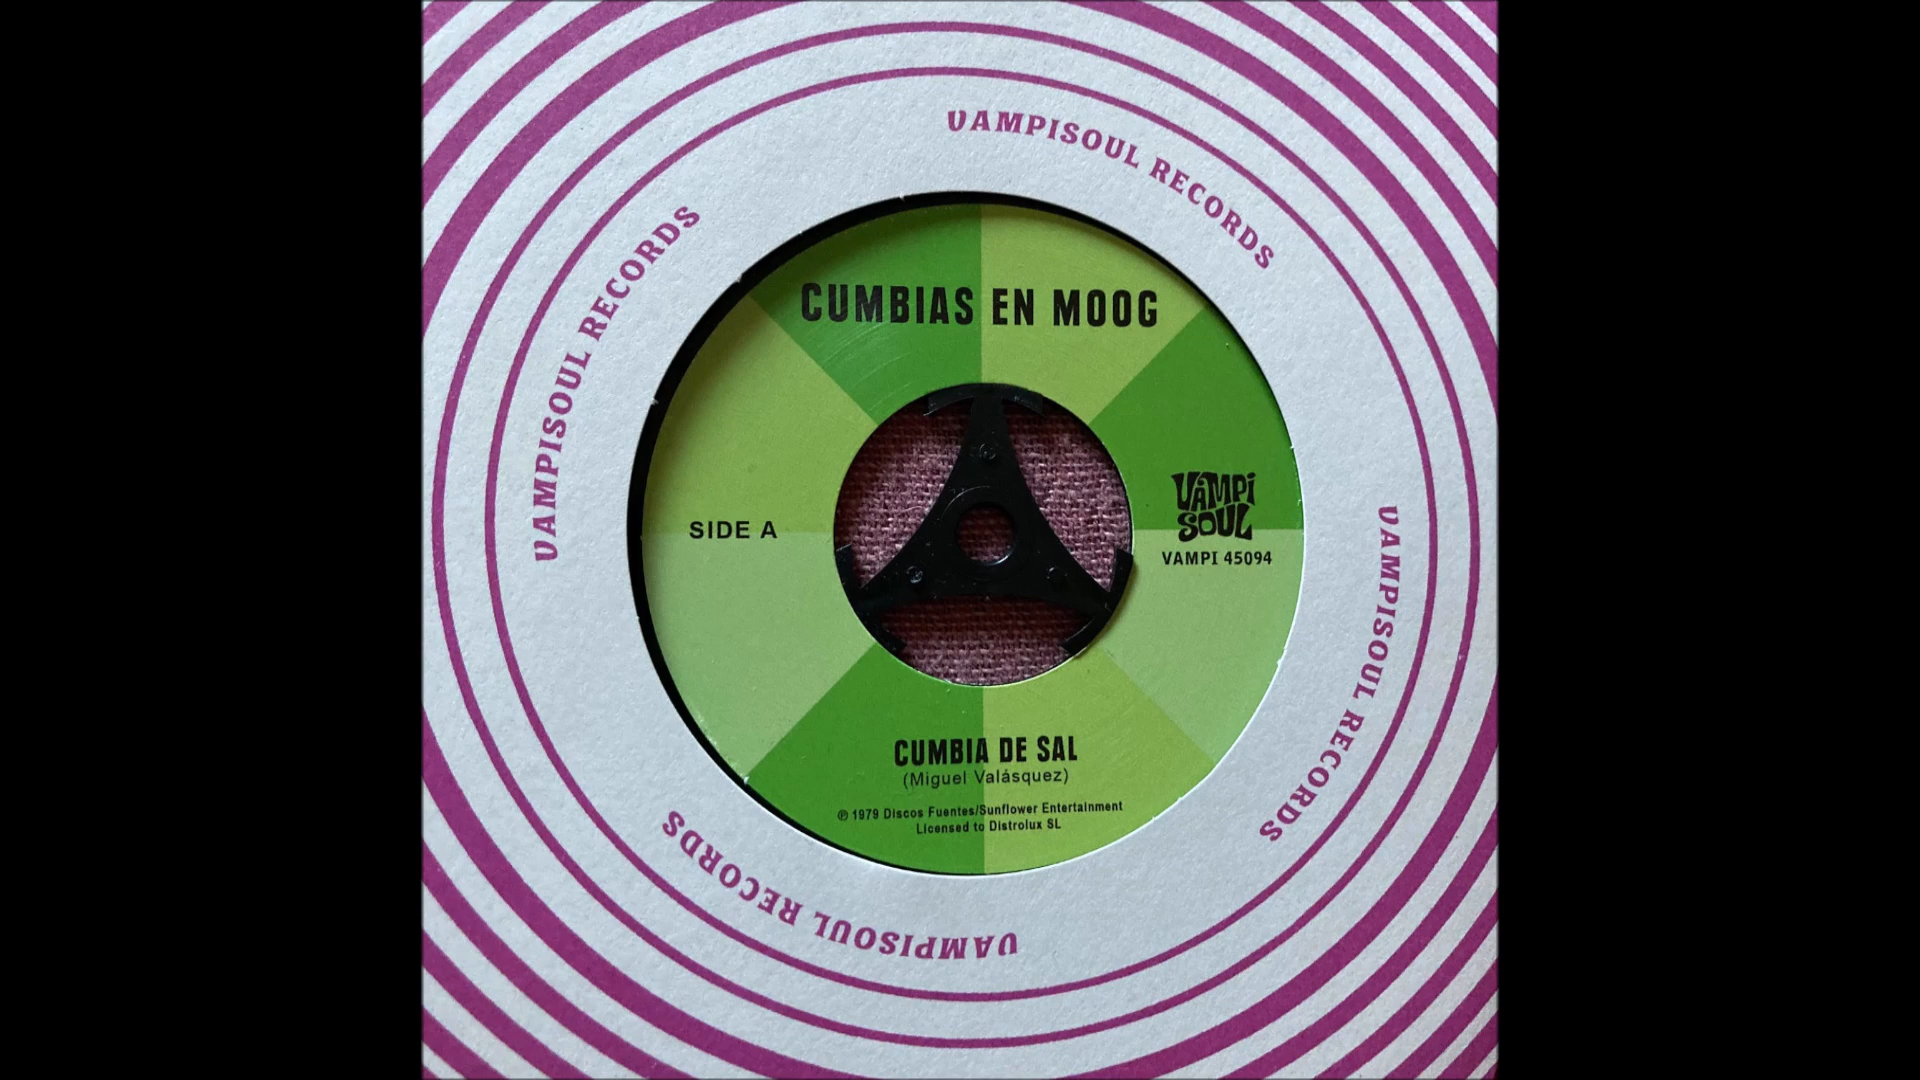 VAMPISOUL RECORDS
VAMPISOUL RECORDS
CUMBIAS EN MOOG
SIDE A
VAMPI
SOUL
VAMPI 45094
CUMBIA DE SAL
(Miguel Valásquez)
℗ 1979 Discos Fuentes/Sunflower Entertainment
Licensed to Distrolux SL
VAMPISOUL RECORDS
VAMPISOUL RECORDS